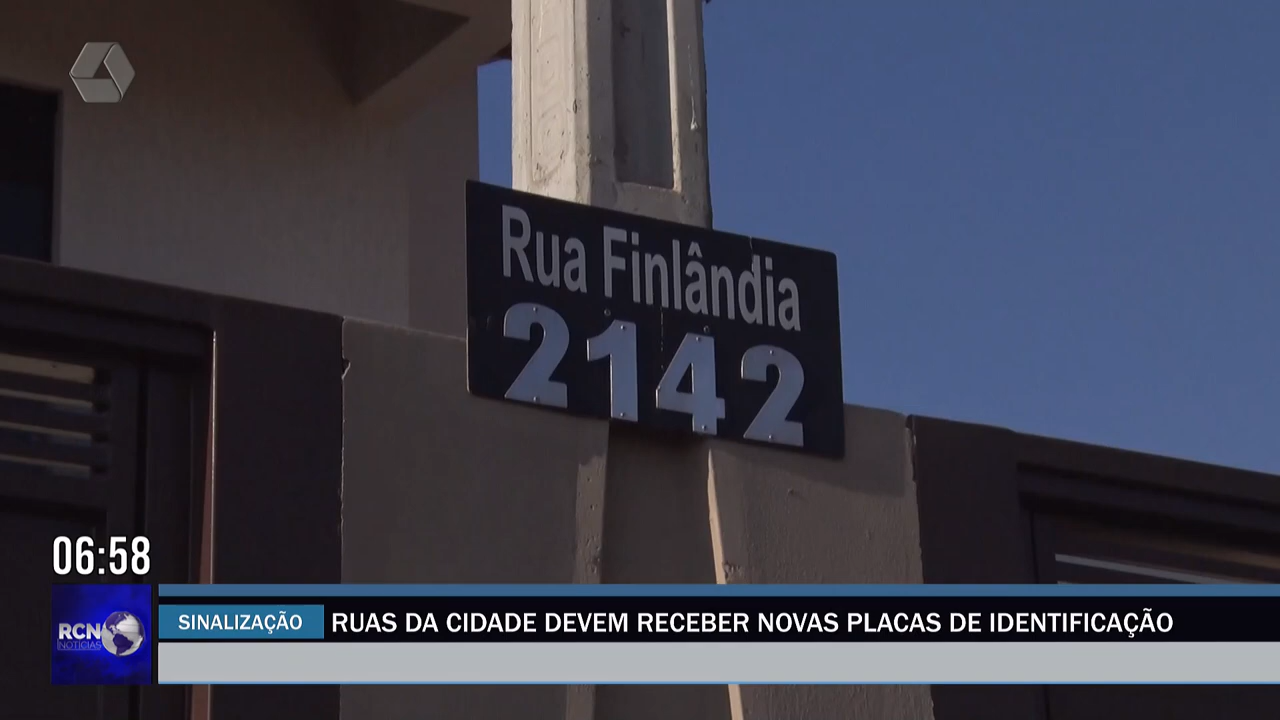 Rua Finlândia
2142
06:58
RCN
NOTÍCIAS
SINALIZAÇÃO
RUAS DA CIDADE DEVEM RECEBER NOVAS PLACAS DE IDENTIFICAÇÃO